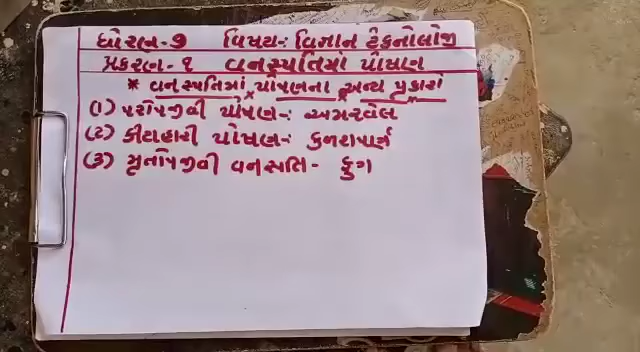 ધોરણ-૭ વિષય:- વિજ્ઞાન ટેકનોલોજી
પ્રકરણ-૧ વનસ્પતિમાં પોષણ
* વનસ્પતિમાં પોષણના અન્ય પ્રકારો
(૧) પરોપજીવી પોષણ:- અમરવેલ
(૨) કીટાહારી પોષણ:- કળશપર્ણ
(૩) મૃતોપજીવી વનસ્પતિ- ફુગ